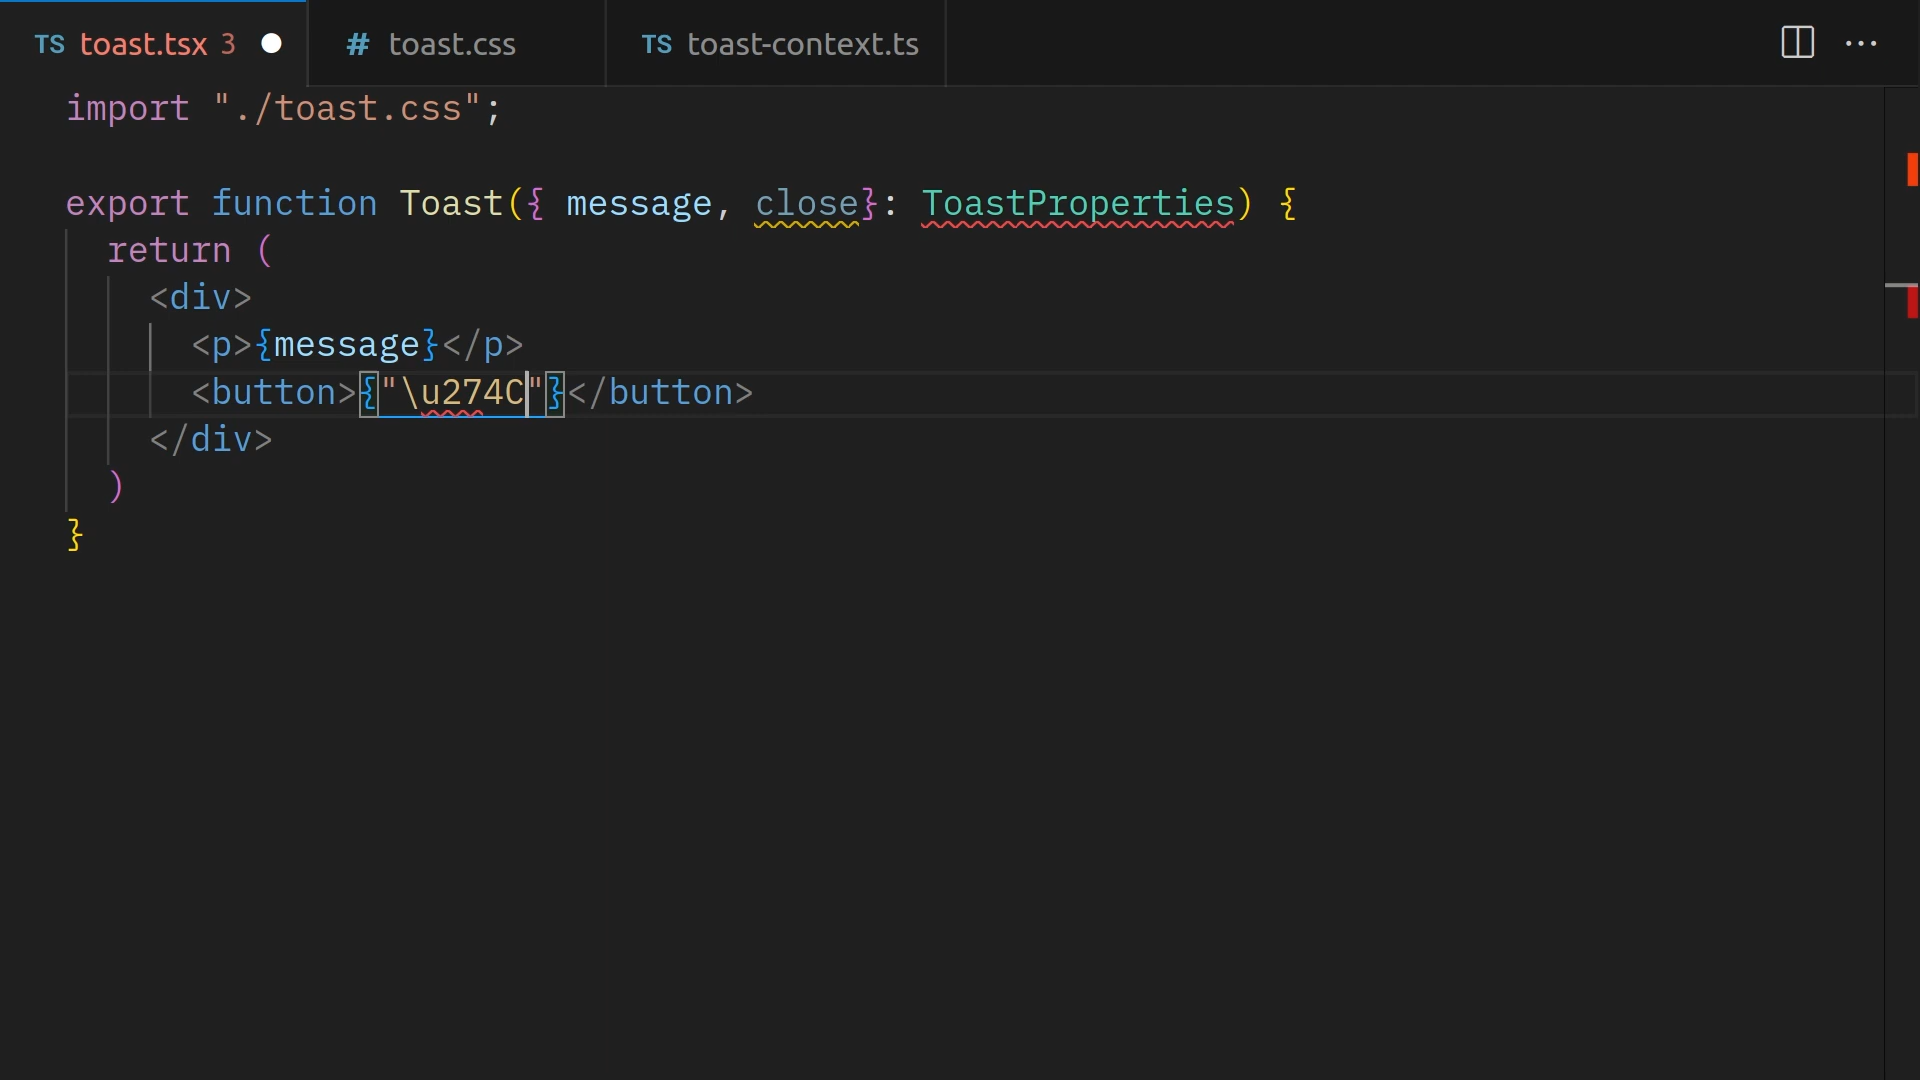 TS toast.tsx 3 # toast.css TS toast-context.ts
import "./toast.css";
export function Toast({ message, close}: ToastProperties) {
return (
<div>
<p>{message}</p>
<button>{"\u274C"}</button>
</div>
)
}